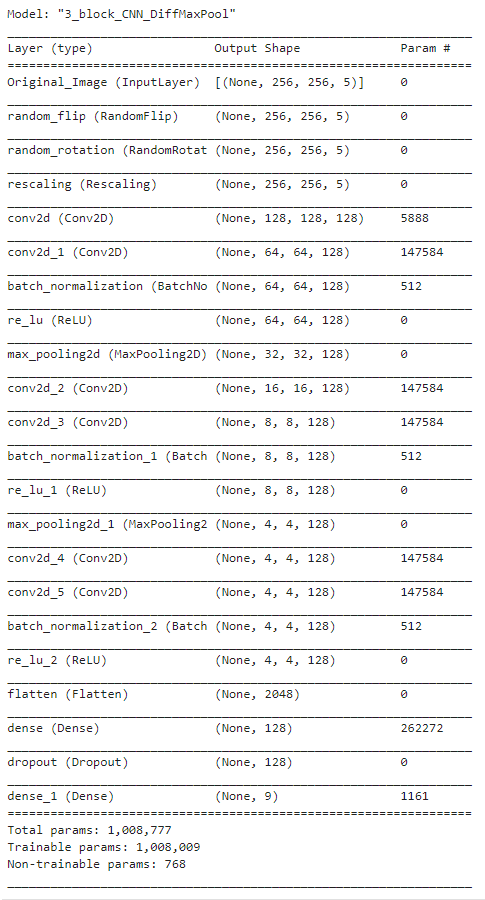 Model: "3_block_CNN_DiffMaxPool"
Layer (type) Output Shape Param #
Original_Image (InputLayer) [(None, 256, 256, 5)] 0
random_flip (RandomFlip) (None, 256, 256, 5) 0
random_rotation (RandomRotat (None, 256, 256, 5) 0
rescaling (Rescaling) (None, 256, 256, 5) 0
conv2d (Conv2D) (None, 128, 128, 128) 5888
conv2d_1 (Conv2D) (None, 64, 64, 128) 147584
batch_normalization (BatchNo (None, 64, 64, 128) 512
re_lu (ReLU) (None, 64, 64, 128) 0
max_pooling2d (MaxPooling2D) (None, 32, 32, 128) 0
conv2d_2 (Conv2D) (None, 16, 16, 128) 147584
conv2d_3 (Conv2D) (None, 8, 8, 128) 147584
batch_normalization_1 (Batch (None, 8, 8, 128) 512
re_lu_1 (ReLU) (None, 8, 8, 128) 0
max_pooling2d_1 (MaxPooling2 (None, 4, 4, 128) 0
conv2d_4 (Conv2D) (None, 4, 4, 128) 147584
conv2d_5 (Conv2D) (None, 4, 4, 128) 147584
batch_normalization_2 (Batch (None, 4, 4, 128) 512
re_lu_2 (ReLU) (None, 4, 4, 128) 0
flatten (Flatten) (None, 2048) 0
dense (Dense) (None, 128) 262272
dropout (Dropout) (None, 128) 0
dense_1 (Dense) (None, 9) 1161
Total params: 1,008,777
Trainable params: 1,008,009
Non-trainable params: 768